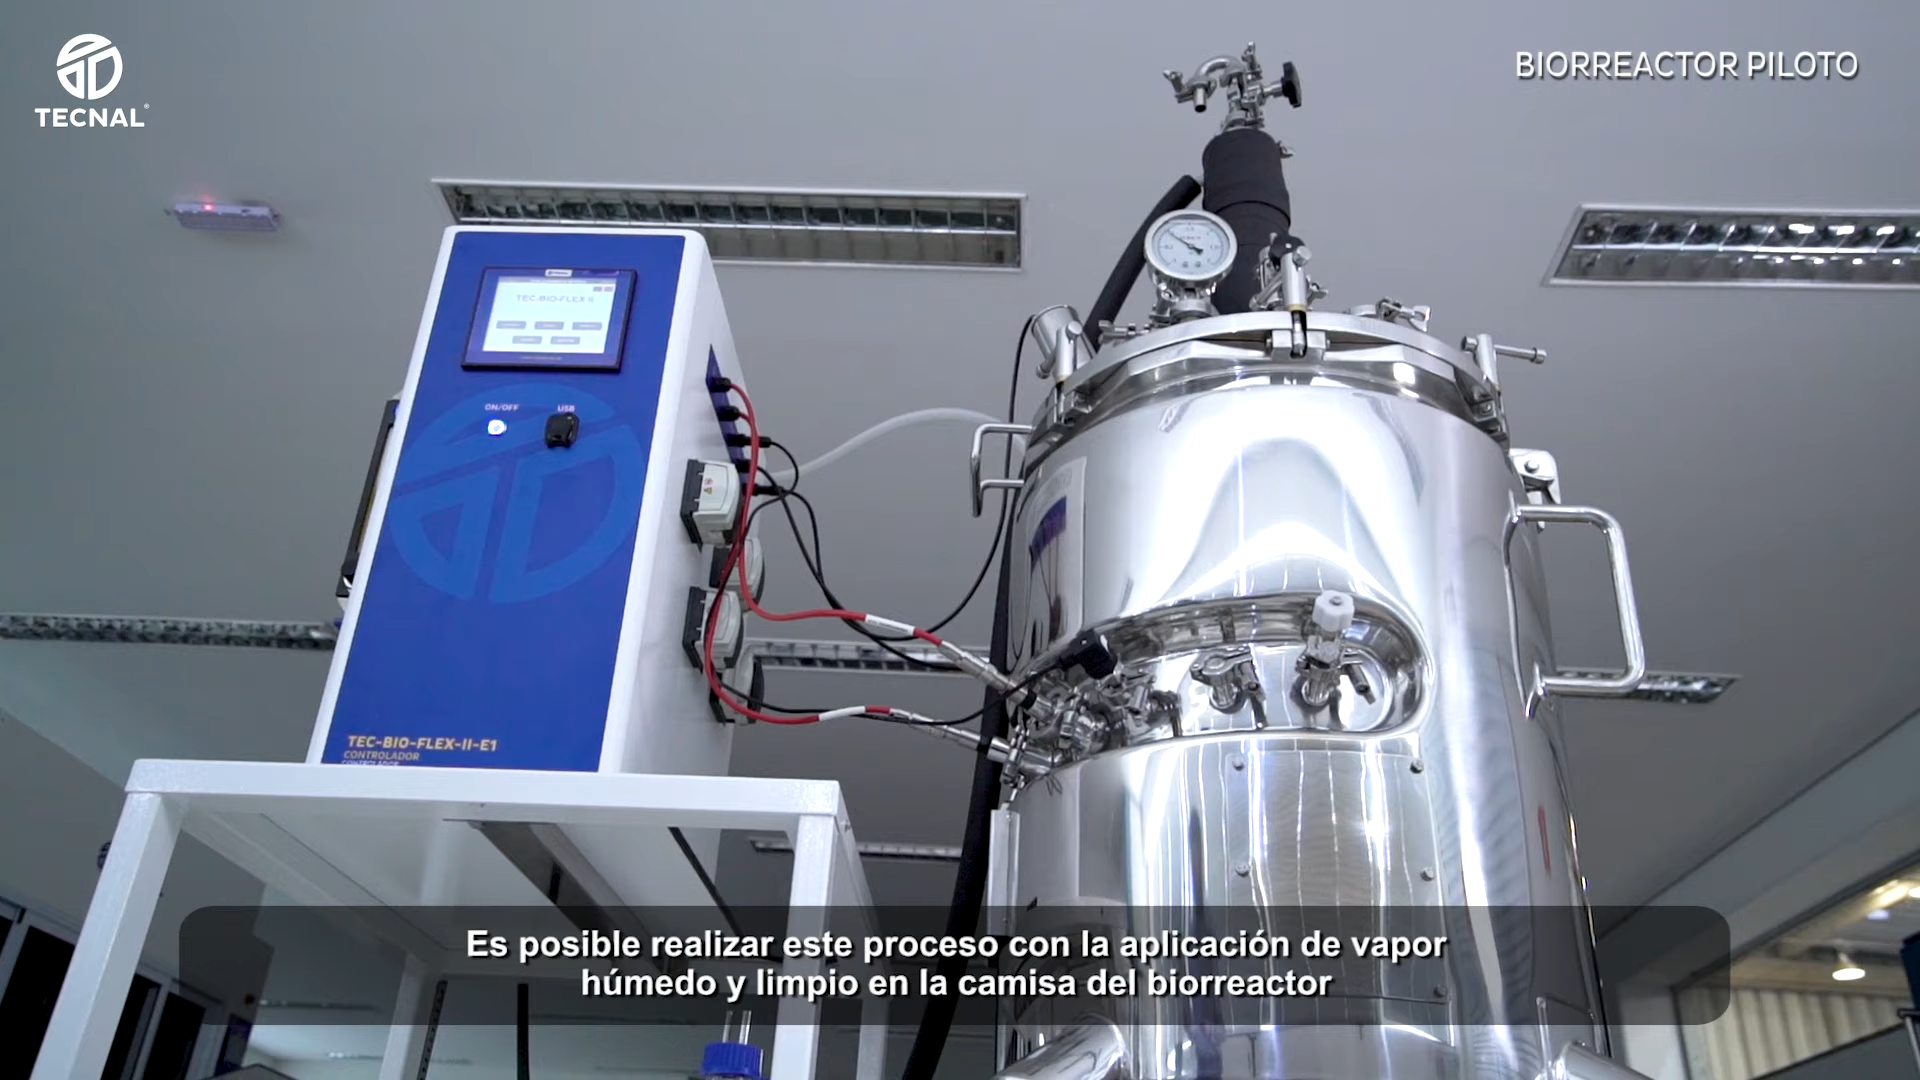 TECNAL
BIORREACTOR PILOTO
TEC-BIO-FLEX II
ON/OFF
USB
TEC-BIO-FLEX-II-E1
CONTROLADOR
CONTROLADOR
Es posible realizar este proceso con la aplicación de vapor
húmedo y limpio en la camisa del biorreactor